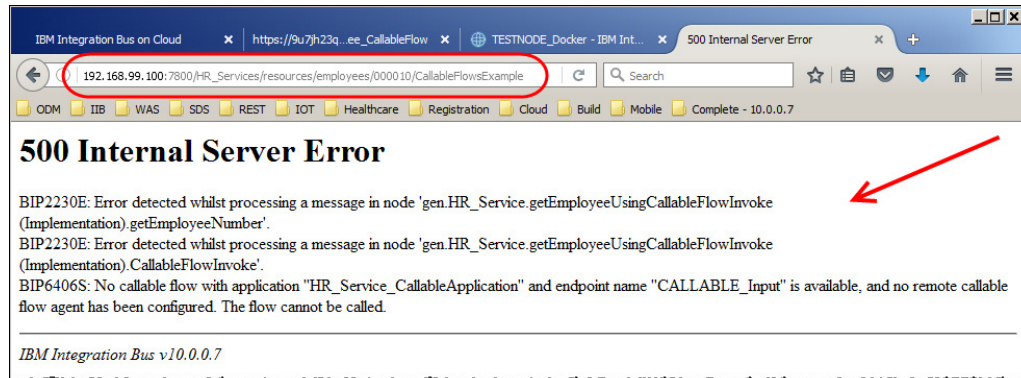 IBM Integration Bus on Cloud
https://9u7jh23q...ee_CallableFlow
TESTNODE_Docker - IBM Int...
500 Internal Server Error
192.168.99.100:7800/HR_Services/resources/employees/000010/CallableFlowsExample
Search
ODM IIB WAS SDS REST IOT Healthcare Registration Cloud Build Mobile Complete - 10.0.0.7
500 Internal Server Error
BIP2230E: Error detected whilst processing a message in node 'gen.HR_Service.getEmployeeUsingCallableFlowInvoke
(Implementation).getEmployeeNumber'.
BIP2230E: Error detected whilst processing a message in node 'gen.HR_Service.getEmployeeUsingCallableFlowInvoke
(Implementation).CallableFlowInvoke'.
BIP6406S: No callable flow with application "HR_Service_CallableApplication" and endpoint name "CALLABLE_Input" is available, and no remote callable
flow agent has been configured. The flow cannot be called.
IBM Integration Bus v10.0.0.7